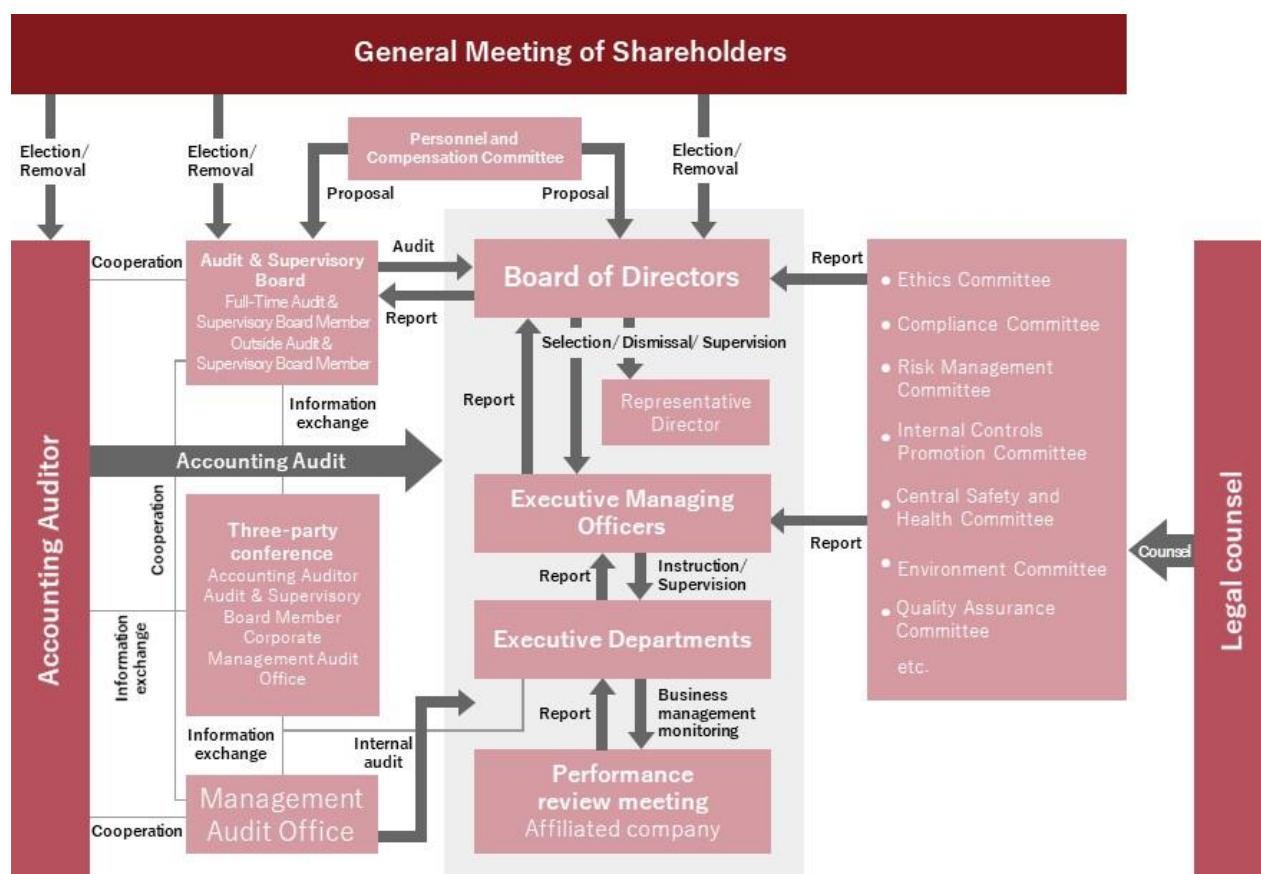 General Meeting of Shareholders
Election/
Removal
Election/
Removal
Personnel and
Compensation Committee
Election/
Removal
Proposal
Proposal
Accounting Auditor
Cooperation
Audit & Supervisory
Board
Full-Time Audit &
Supervisory Board Member
Outside Audit &
Supervisory Board Member
Audit
Report
Board of Directors
Report
Ethics Committee
Compliance Committee
Risk Management
Committee
Internal Controls
Promotion Committee
Central Safety and
Health Committee
Environment Committee
Quality Assurance
Committee
etc.
Legal counsel
Counsel
Selection/ Dismissal/ Supervision
Report
Representative
Director
Information
exchange
Accounting Audit
Cooperation
Executive Managing
Officers
Report
Three-party
conference
Accounting Auditor
Audit & Supervisory
Board Member
Corporate
Management Audit
Office
Report
Instruction/
Supervision
Executive Departments
Information
exchange
Information
exchange
Internal
audit
Report
Business
management
monitoring
Management
Audit Office
Cooperation
Performance
review meeting
Affiliated company